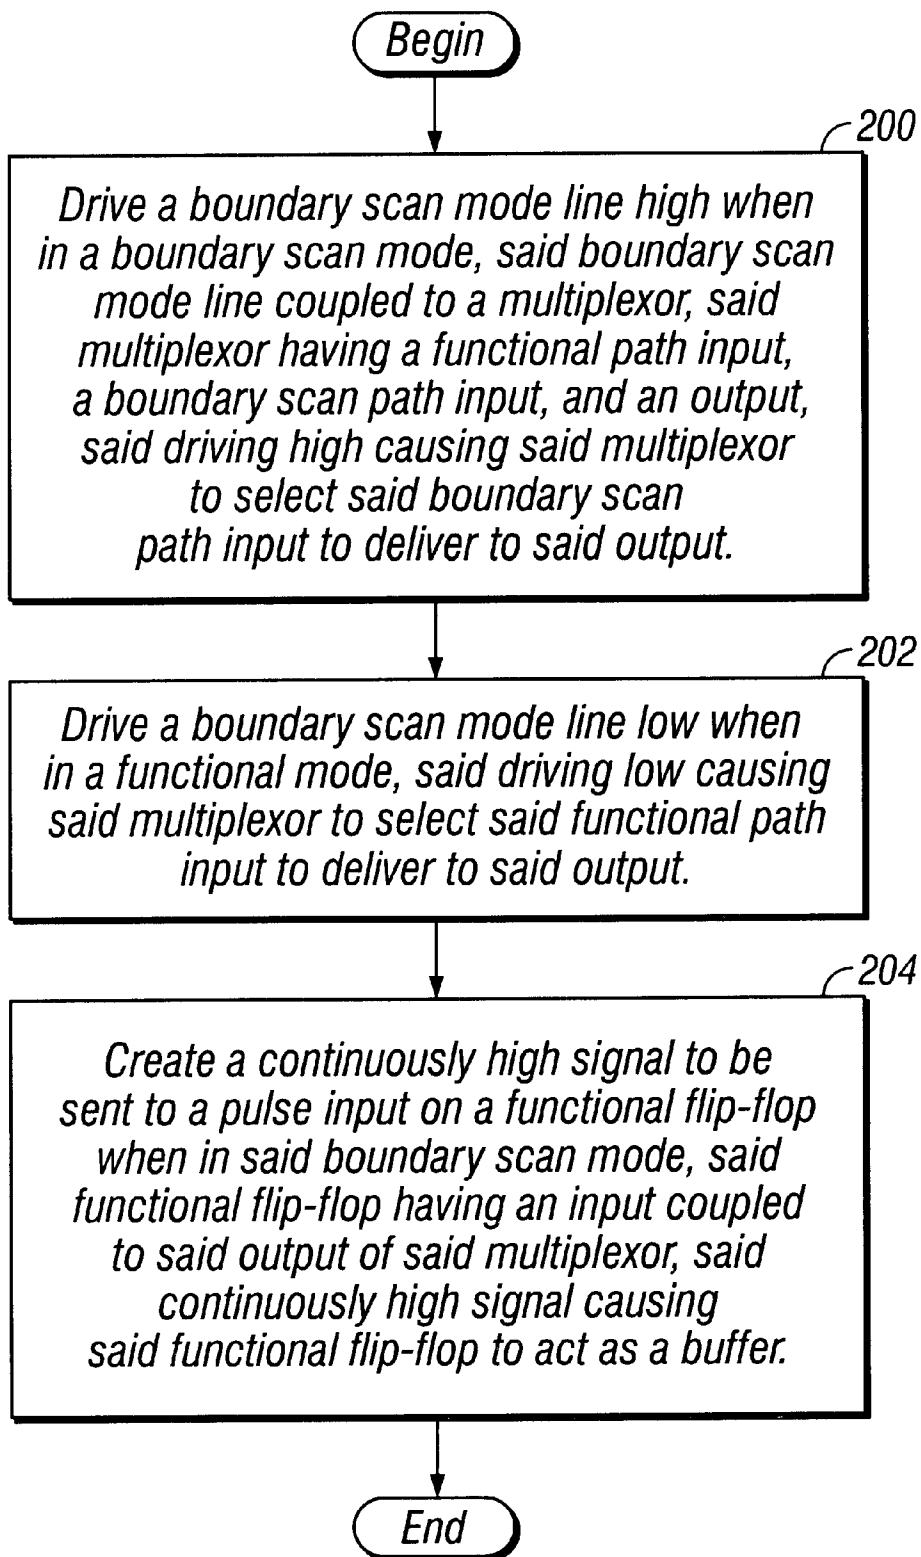 Begin
200
Drive a boundary scan mode line high when
in a boundary scan mode, said boundary scan
mode line coupled to a multiplexor, said
multiplexor having a functional path input,
a boundary scan path input, and an output,
said driving high causing said multiplexor
to select said boundary scan
path input to deliver to said output.
202
Drive a boundary scan mode line low when
in a functional mode, said driving low causing
said multiplexor to select said functional path
input to deliver to said output.
204
Create a continuously high signal to be
sent to a pulse input on a functional flip-flop
when in said boundary scan mode, said
functional flip-flop having an input coupled
to said output of said multiplexor, said
continuously high signal causing
said functional flip-flop to act as a buffer.
End